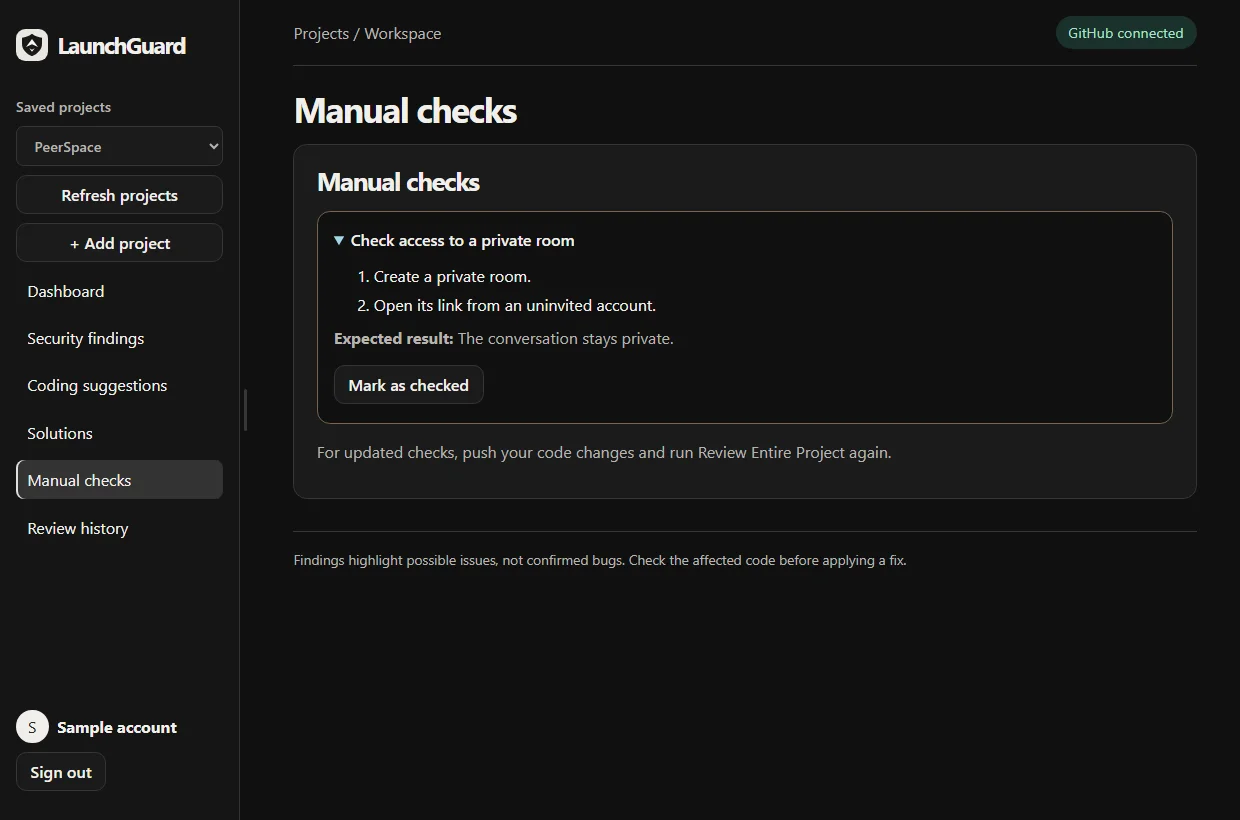 LaunchGuard
Saved projects
PeerSpace
Refresh projects
+ Add project
Dashboard
Security findings
Coding suggestions
Solutions
Manual checks
Review history
S
Sample account
Sign out
Projects / Workspace
GitHub connected
Manual checks
Manual checks
Check access to a private room
1. Create a private room.
2. Open its link from an uninvited account.
Expected result: The conversation stays private.
Mark as checked
For updated checks, push your code changes and run Review Entire Project again.
Findings highlight possible issues, not confirmed bugs. Check the affected code before applying a fix.